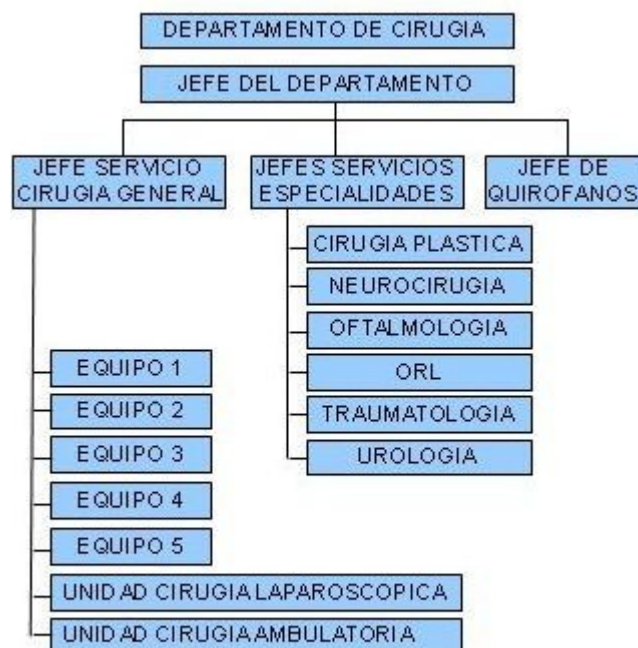 DEPARTAMENTO DE CIRUGIA
JEFE DEL DEPARTAMENTO
JEFE SERVICIO
CIRUGIA GENERAL
JEFES SERVICIOS
ESPECIALIDADES
JEFE DE
QUIROFANOS
CIRUGIA PLASTICA
NEUROCIRUGIA
OFTALMOLOGIA
ORL
TRAUMATOLOGIA
UROLOGIA
EQUIPO 1
EQUIPO 2
EQUIPO 3
EQUIPO 4
EQUIPO 5
UNIDAD CIRUGIA LAPAROSCOPICA
UNIDAD CIRUGIA AMBULATORIA